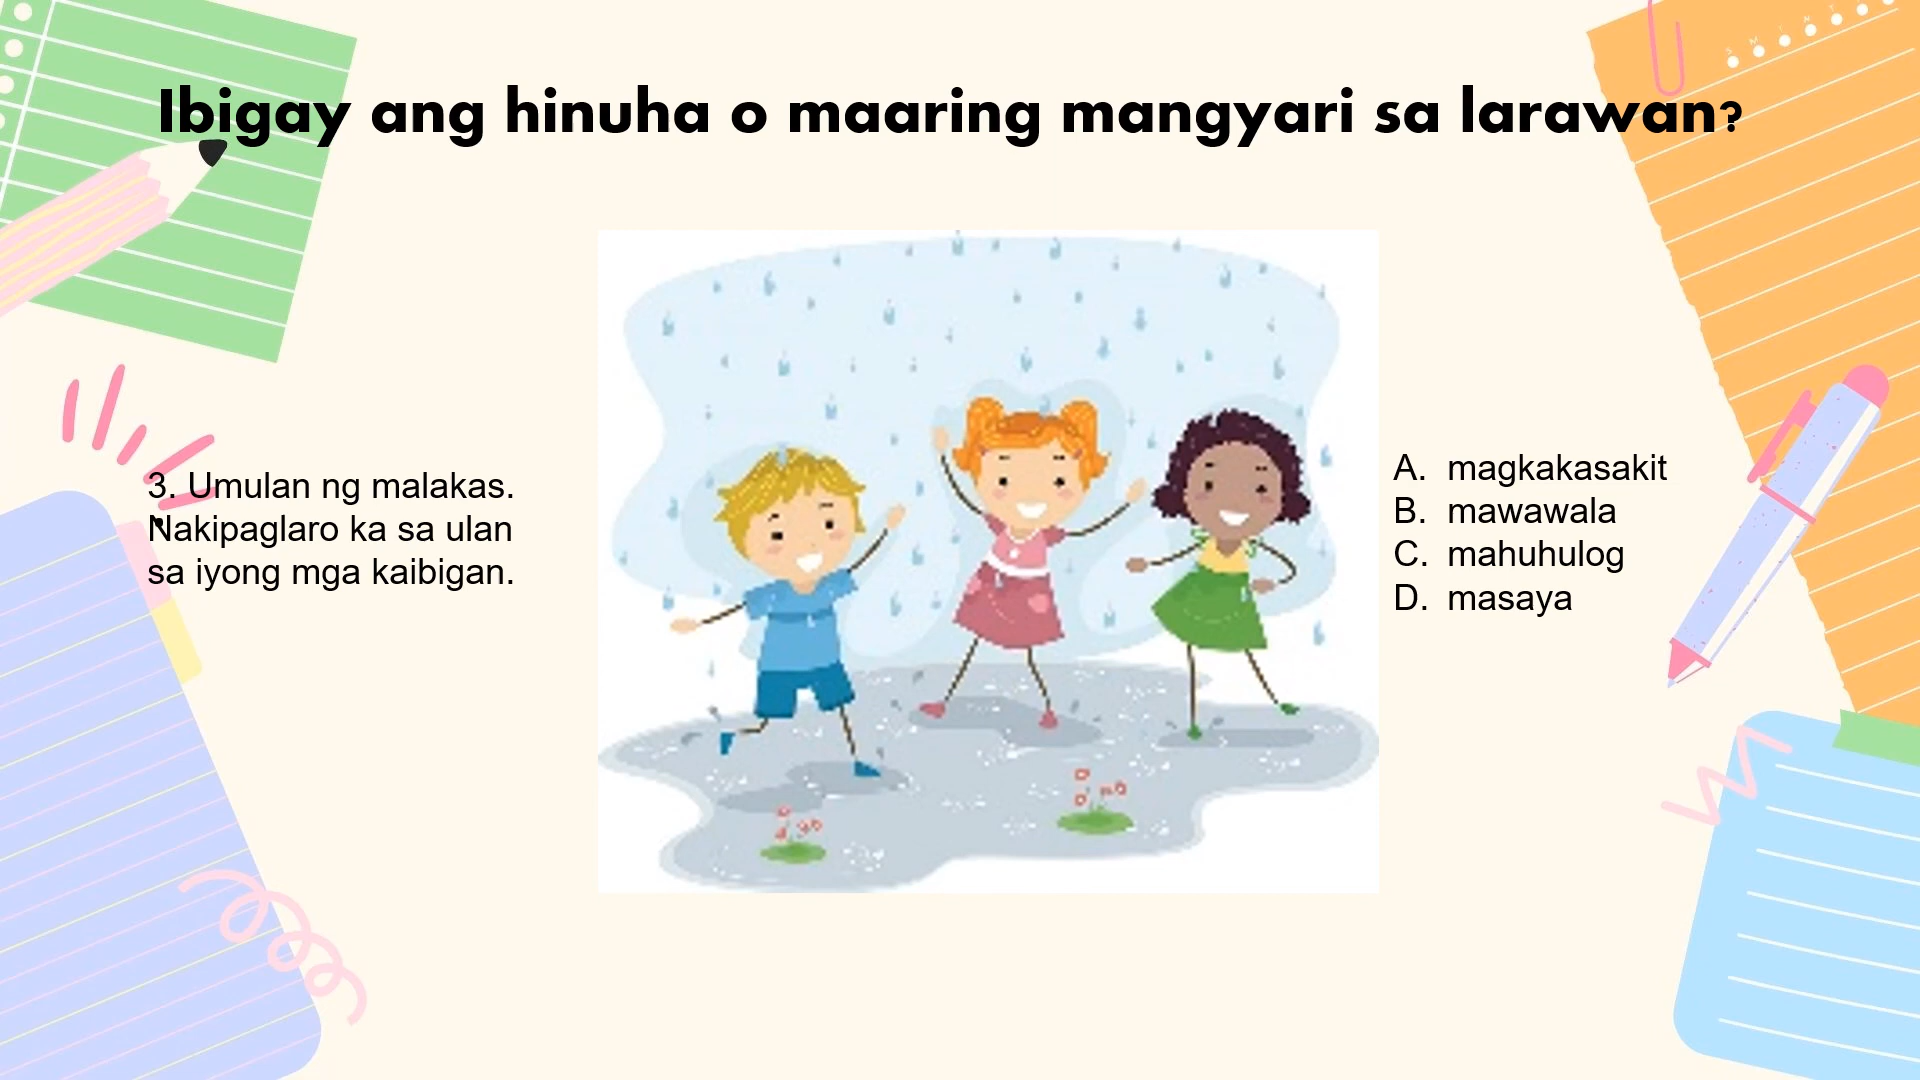 Ibigay ang hinuha o maaring mangyari sa larawan?
3. Umulan ng malakas.
Nakipaglaro ka sa ulan
sa iyong mga kaibigan.
A. magkakasakit
B. mawawala
C. mahuhulog
D. masaya